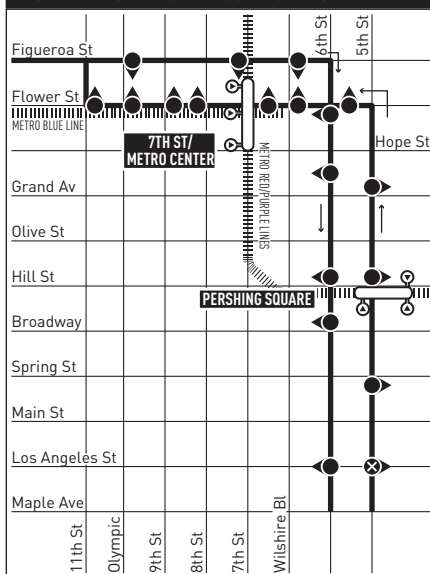 6th St
5th St
Figueroa St
Flower St
METRO BLUE LINE
7TH ST/
METRO CENTER
METRO RED/PURPLE LINES
Hope St
Grand Av
Olive St
Hill St
PERSHING SQUARE
Broadway
Spring St
Main St
Los Angeles St
Maple Ave
11th St
Olympic
9th St
8th St
7th St
Wilshire Bl